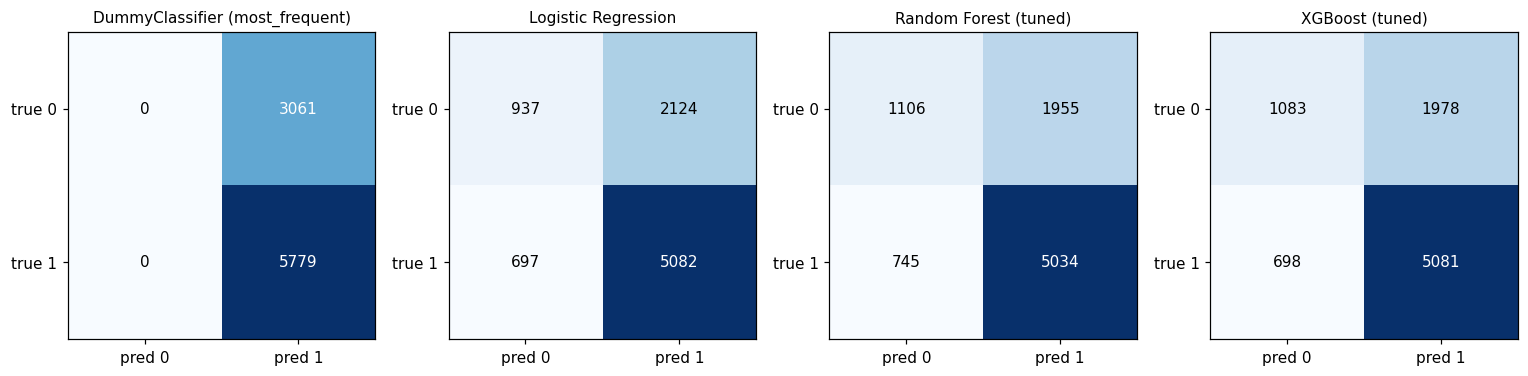 DummyClassifier (most_frequent)
true 0
0
3061
true 1
0
5779
pred 0
pred 1
Logistic Regression
true 0
937
2124
true 1
697
5082
pred 0
pred 1
Random Forest (tuned)
true 0
1106
1955
true 1
745
5034
pred 0
pred 1
XGBoost (tuned)
true 0
1083
1978
true 1
698
5081
pred 0
pred 1